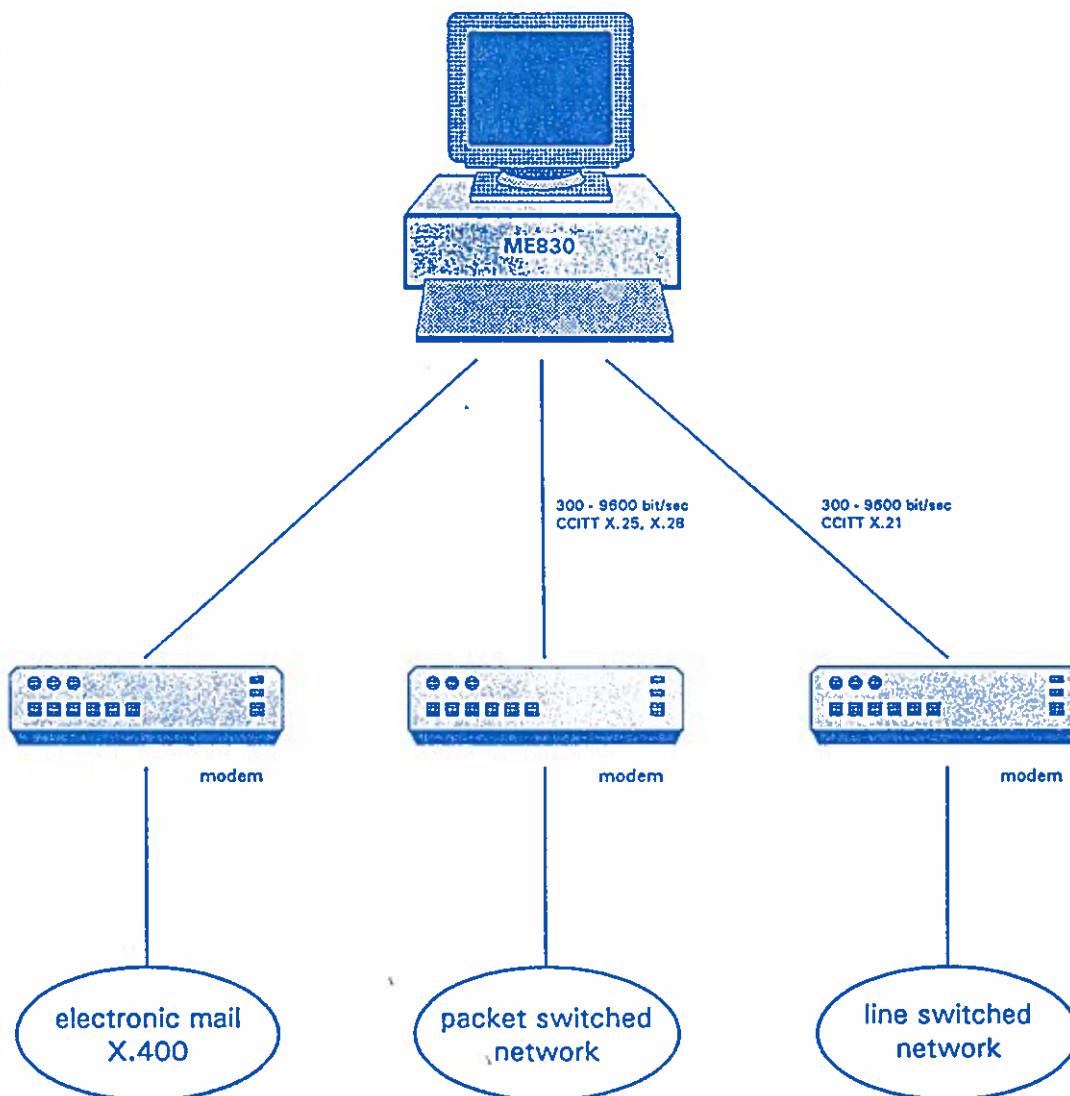 ME830
300 - 9600 bit/sec
CCITT X.25, X.28
300 - 9600 bit/sec
CCITT X.21
modem
modem
modem
electronic mail
X.400
packet switched
network
line switched
network